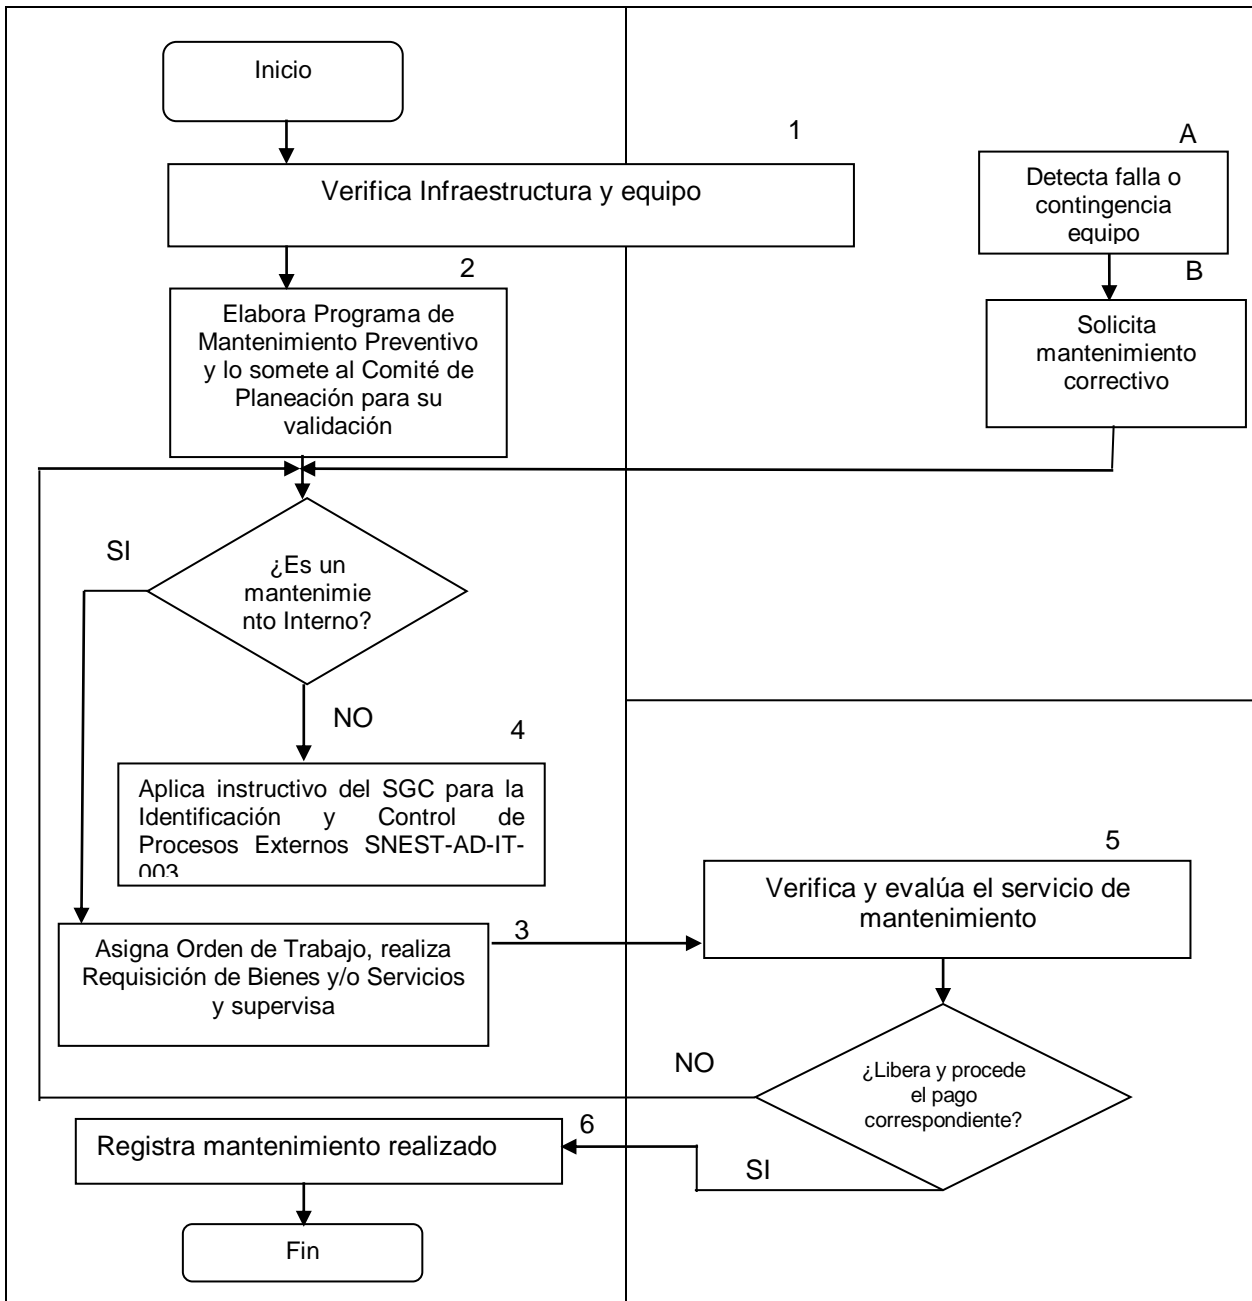 Inicio
1
Verifica Infraestructura y equipo
A
Detecta falla o
contingencia
equipo
2
Elabora Programa de
Mantenimiento Preventivo
y lo somete al Comité de
Planeación para su
validación
B
Solicita
mantenimiento
correctivo
SI
¿Es un
mantenimie
nto Interno?
NO
4
Aplica instructivo del SGC para la
Identificación y Control de
Procesos Externos SNEST-AD-IT-
003
3
Asigna Orden de Trabajo, realiza
Requisición de Bienes y/o Servicios
y supervisa
5
Verifica y evalúa el servicio de
mantenimiento
NO
¿Libera y procede
el pago
correspondiente?
SI
6
Registra mantenimiento realizado
Fin